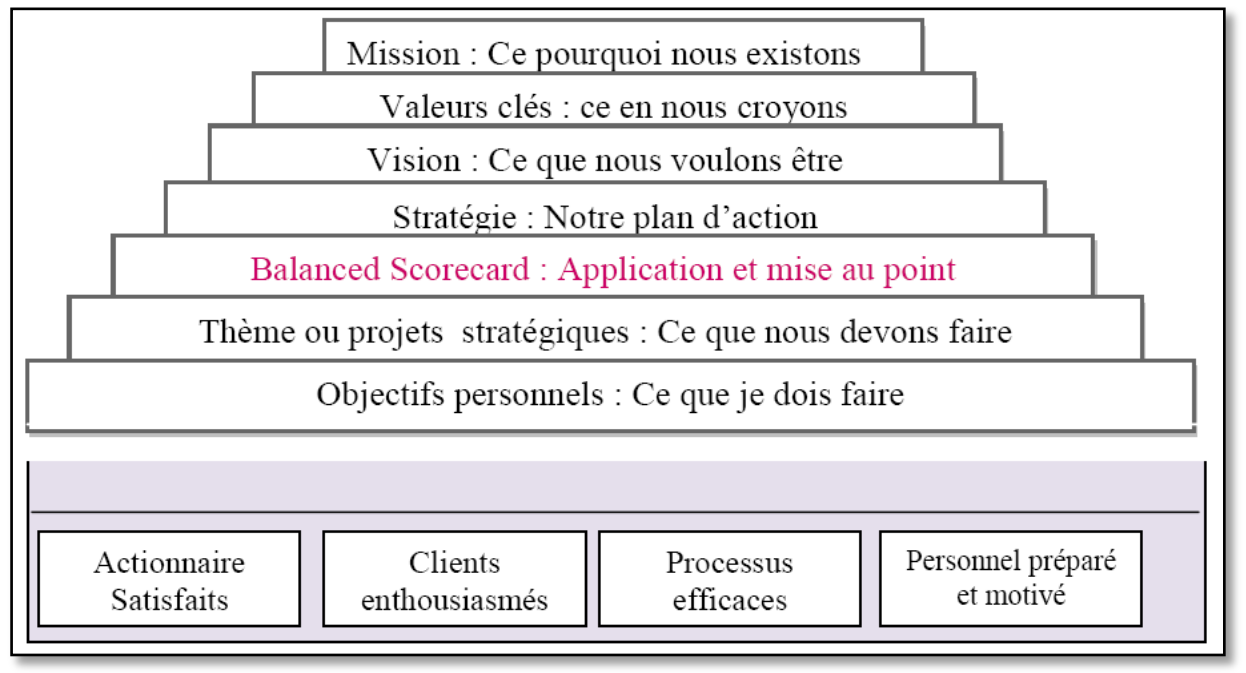 Mission : Ce pourquoi nous existons
Valeurs clés : ce en nous croyons
Vision : Ce que nous voulons être
Stratégie : Notre plan d’action
Balanced Scorecard : Application et mise au point
Thème ou projets stratégiques : Ce que nous devons faire
Objectifs personnels : Ce que je dois faire
Actionnaire
Satisfaits
Clients
enthousiasmés
Processus
efficaces
Personnel préparé
et motivé